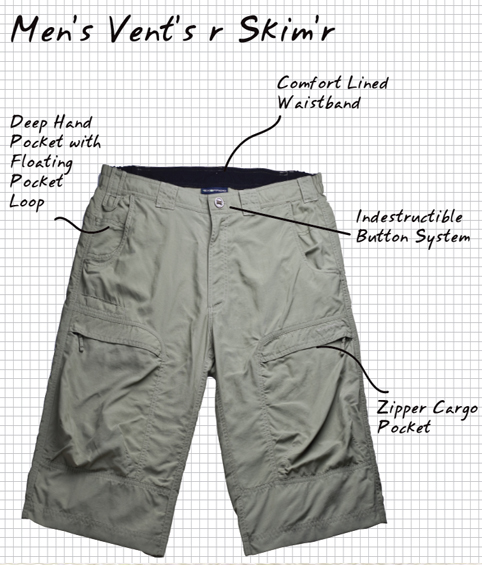 Men's Vent's r Skim'r
Comfort Lined
Waistband
Deep Hand
Pocket with
Floating
Pocket
Loop
Indestructible
Button System
Zipper Cargo
Pocket